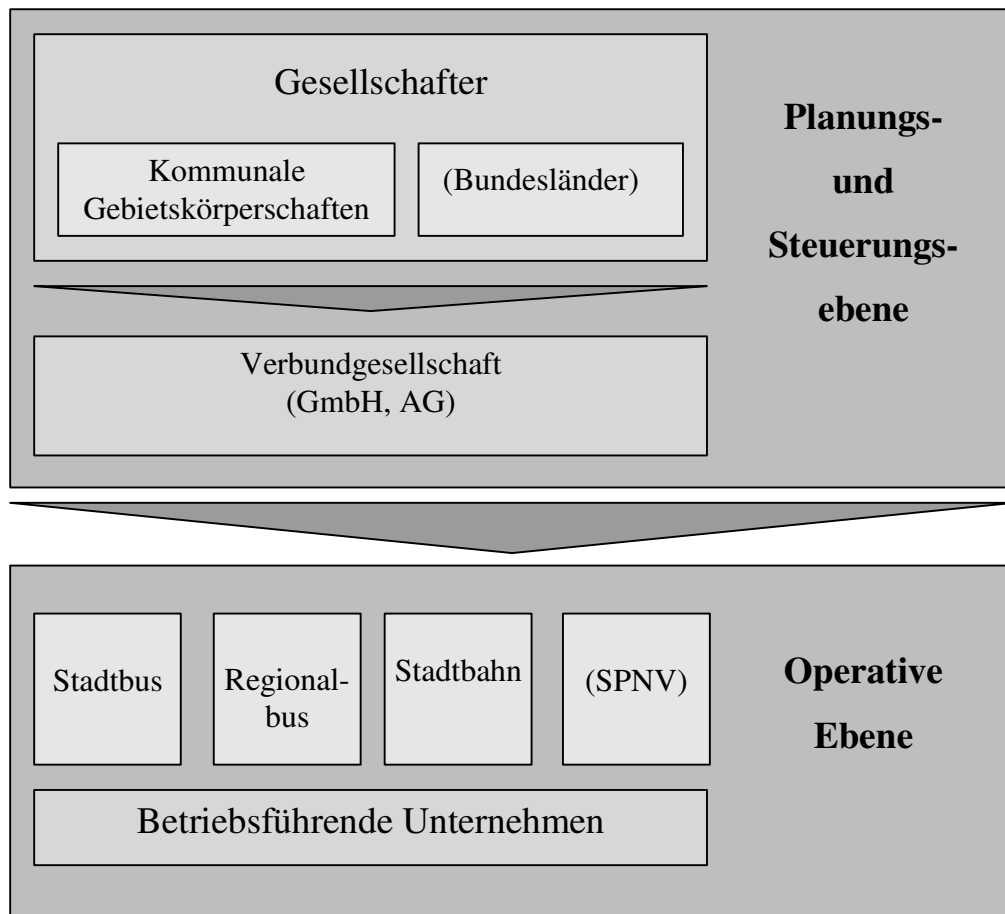 Gesellschafter
Kommunale
Gebietskörperschaften
(Bundesländer)
Verbundgesellschaft
(GmbH, AG)
Planungs-
und
Steuerungs-
ebene
Stadtbus
Regional-
bus
Stadtbahn
(SPNV)
Betriebsführende Unternehmen
Operative
Ebene